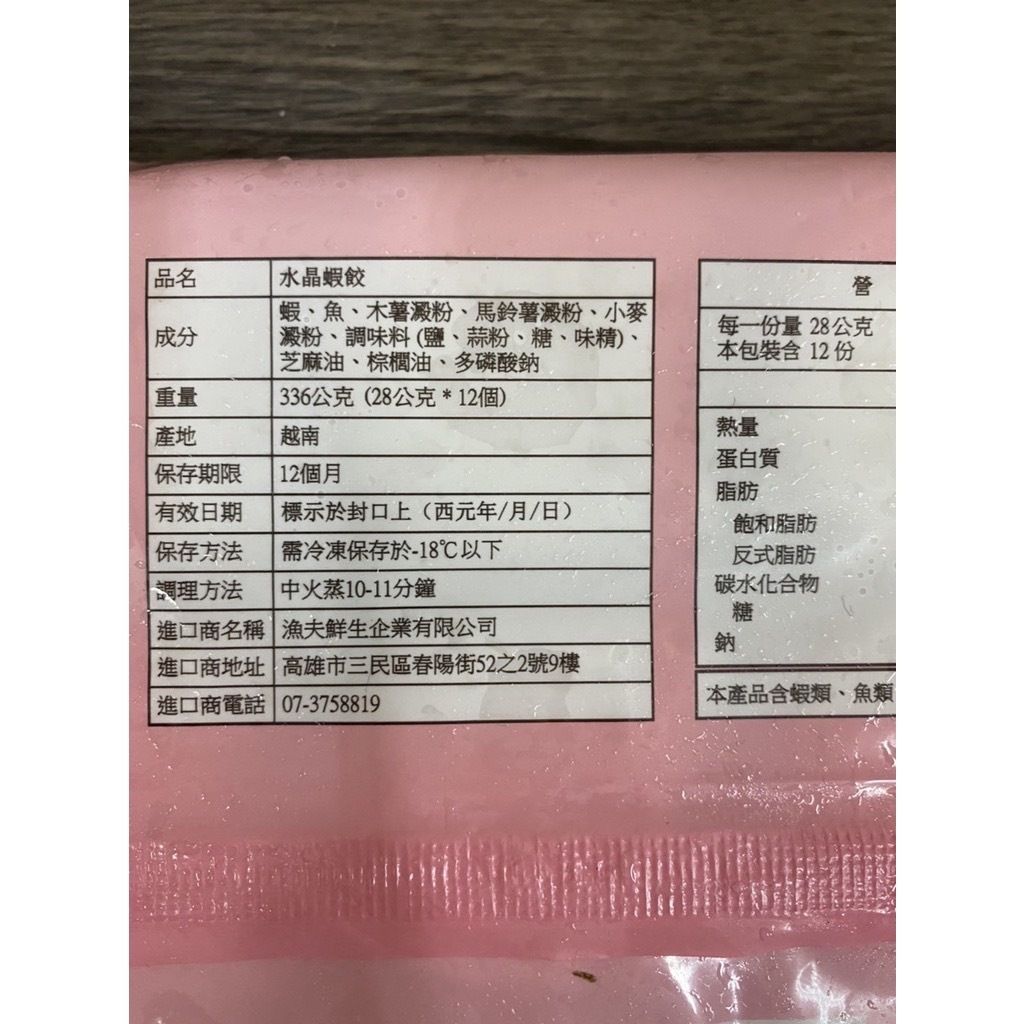 品名 水晶蝦餃
成分 蝦、魚、木薯澱粉、馬鈴薯澱粉、小麥
澱粉、調味料 (鹽、蒜粉、糖、味精)、
芝麻油、棕櫚油、多磷酸鈉
重量 336公克 (28公克 * 12個)
產地 越南
保存期限 12個月
有效日期 標示於封口上（西元年/月/日）
保存方法 需冷凍保存於-18℃以下
調理方法 中火蒸10-11分鐘
進口商名稱 漁夫鮮生企業有限公司
進口商地址 高雄市三民區春陽街52之2號9樓
進口商電話 07-3758819
營
每一份量 28公克
本包裝含 12份
熱量
蛋白質
脂肪
飽和脂肪
反式脂肪
碳水化合物
糖
鈉
本產品含蝦類、魚類